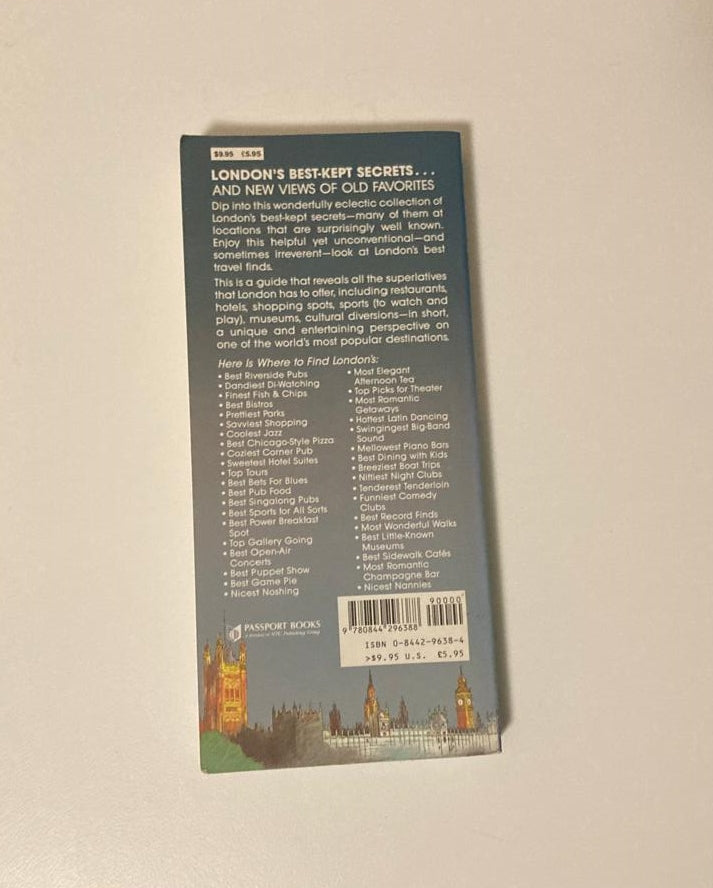 $9.95 £5.95
LONDON'S BEST-KEPT SECRETS...
AND NEW VIEWS OF OLD FAVORITES
Dip into this wonderfully eclectic collection of
London's best-kept secrets—many of them at
locations that are surprisingly well known.
Enjoy this helpful yet unconventional—and
sometimes irreverent—look at London's best
travel finds.
This is a guide that reveals all the superlatives
that London has to offer, including restaurants,
hotels, shopping spots, sports (to watch and
play), museums, cultural diversions—in short,
a unique and entertaining perspective on
one of the world's most popular destinations.
Here Is Where to Find London's:
• Best Riverside Pubs
• Dandiest Di-Watching
• Finest Fish & Chips
• Best Bistros
• Prettiest Parks
• Savviest Shopping
• Coolest Jazz
• Best Chicago-Style Pizza
• Coziest Corner Pub
• Sweetest Hotel Suites
• Top Tours
• Best Bets For Blues
• Best Pub Food
• Best Singalong Pubs
• Best Sports for All Sorts
• Best Power Breakfast
Spot
• Top Gallery Going
• Best Open-Air
Concerts
• Best Puppet Show
• Best Game Pie
• Nicest Noshing
• Most Elegant
Afternoon Tea
• Top Picks for Theater
• Most Romantic
Getaways
• Hottest Latin Dancing
• Swingingest Big-Band
Sound
• Mellowest Piano Bars
• Best Dining with Kids
• Breeziest Boat Trips
• Niftiest Night Clubs
• Tenderest Tenderloin
• Funniest Comedy
Clubs
• Best Record Finds
• Most Wonderful Walks
• Best Little-Known
Museums
• Best Sidewalk Cafés
• Most Romantic
Champagne Bar
• Nicest Nannies
PASSPORT BOOKS
a division of NTC Publishing Group
90000
9 780844 296388
ISBN 0-8442-9638-4
>$9.95 U.S. £5.95